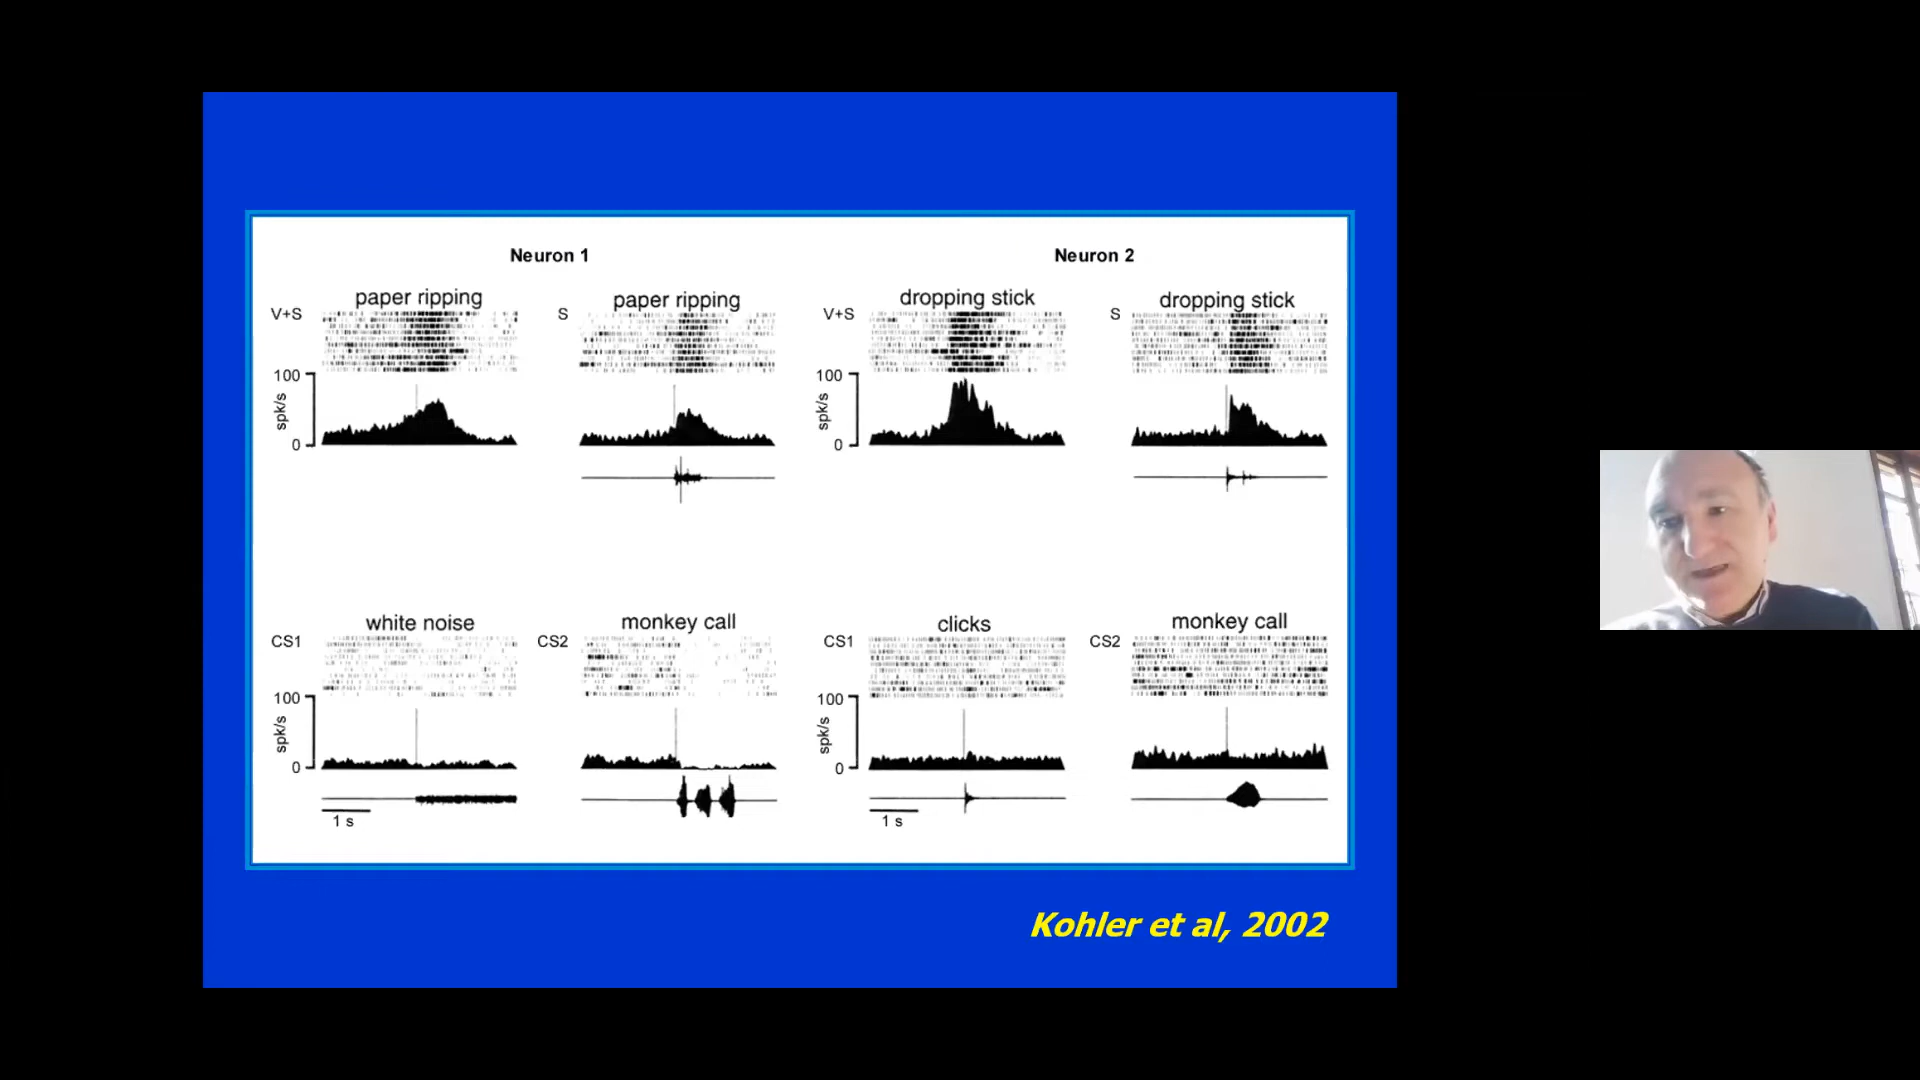 Neuron 1
Neuron 2
V+S
paper ripping
100
spk/s
0
S
paper ripping
V+S
dropping stick
100
spk/s
0
S
dropping stick
CS1
white noise
100
spk/s
0
1 s
CS2
monkey call
CS1
clicks
100
spk/s
0
1 s
CS2
monkey call
Kohler et al, 2002